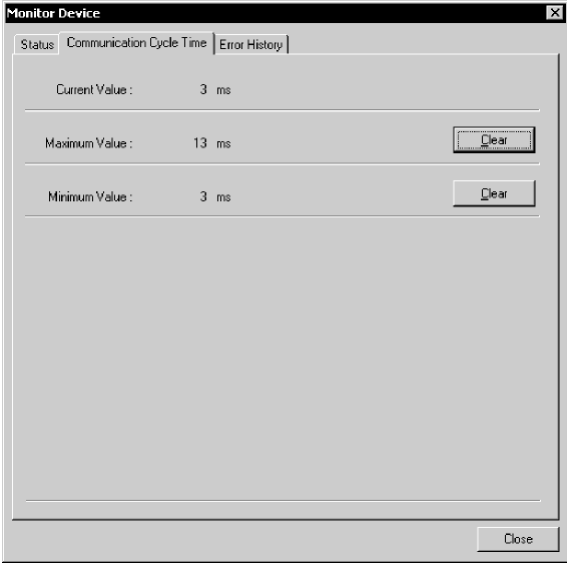 Monitor Device
Status Communication Cycle Time Error History
Current Value : 3 ms
Maximum Value : 13 ms Clear
Minimum Value : 3 ms Clear
Close